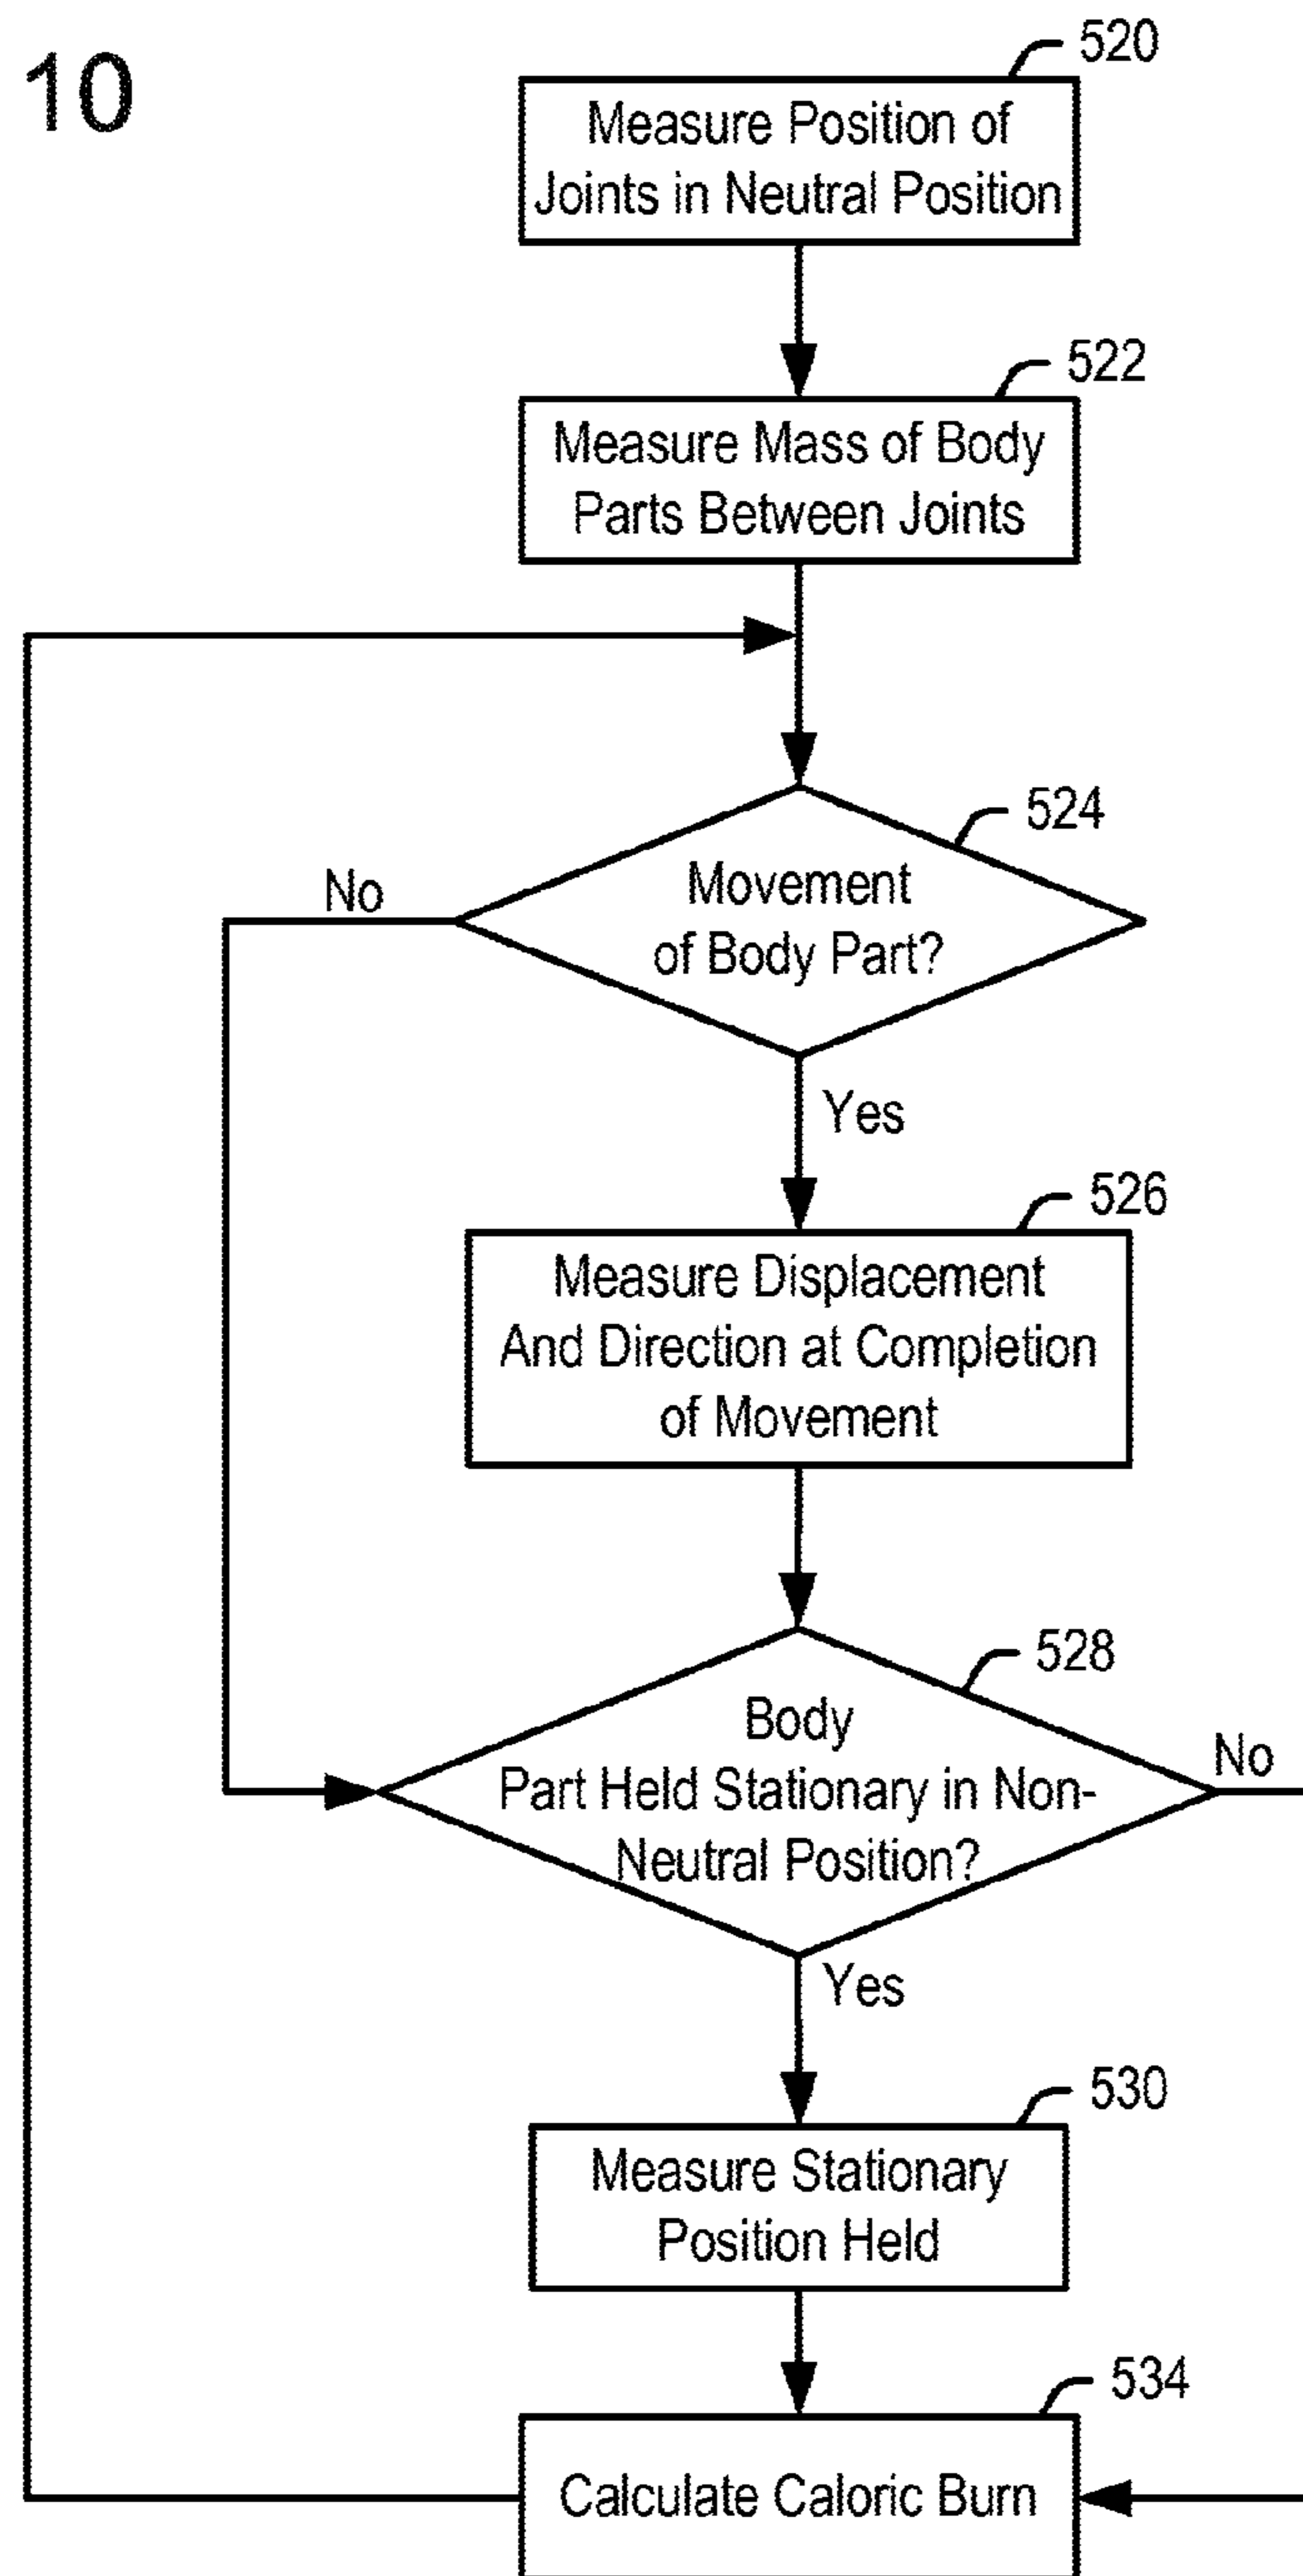 10
520
Measure Position of
Joints in Neutral Position
522
Measure Mass of Body
Parts Between Joints
524
No
Movement
of Body Part?
Yes
526
Measure Displacement
And Direction at Completion
of Movement
528
Body
Part Held Stationary in Non-
Neutral Position?
No
Yes
530
Measure Stationary
Position Held
534
Calculate Caloric Burn